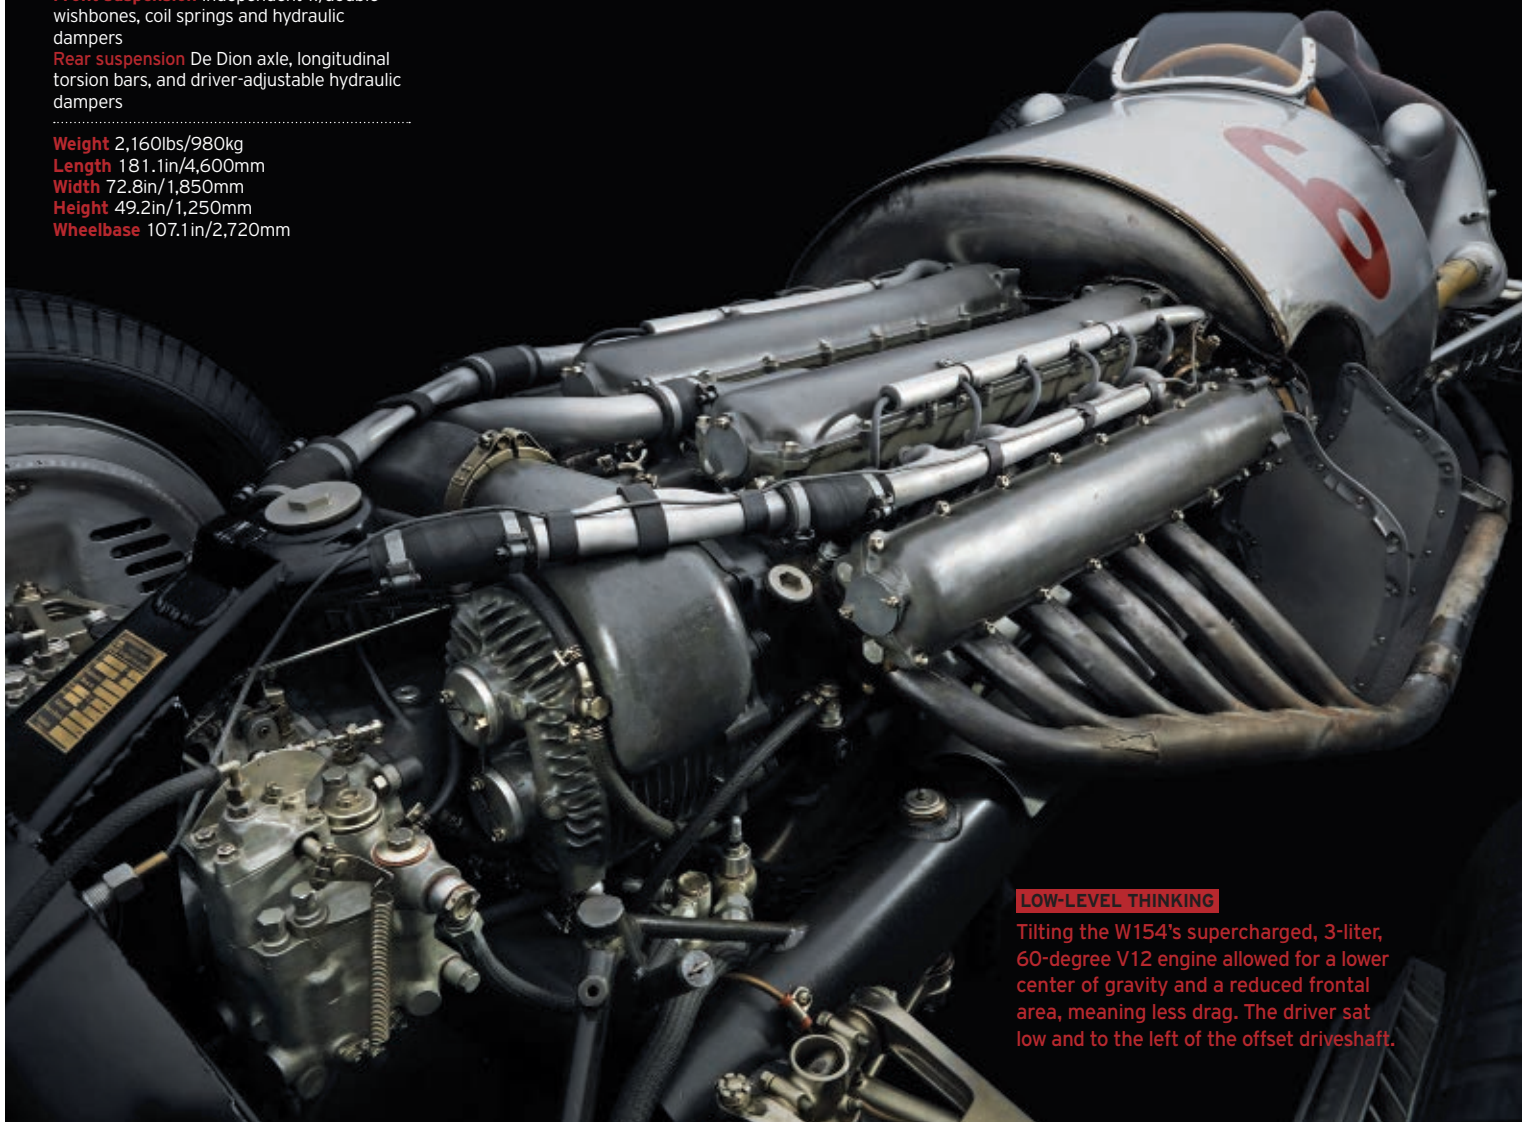 wishbones, coil springs and hydraulic
dampers
Rear suspension De Dion axle, longitudinal
torsion bars, and driver-adjustable hydraulic
dampers
Weight 2,160lbs/980kg
Length 181.1in/4,600mm
Width 72.8in/1,850mm
Height 49.2in/1,250mm
Wheelbase 107.1in/2,720mm
6
LOW-LEVEL THINKING
Tilting the W154's supercharged, 3-liter,
60-degree V12 engine allowed for a lower
center of gravity and a reduced frontal
area, meaning less drag. The driver sat
low and to the left of the offset driveshaft.